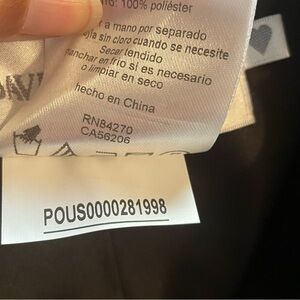 100% poliéster
a mano por separado
sin cloro cuando se necesite
Secar tendido
planchar en frío si es necesario
o limpiar en seco
hecho en China
RN84270
CA56206
POUS0000281998